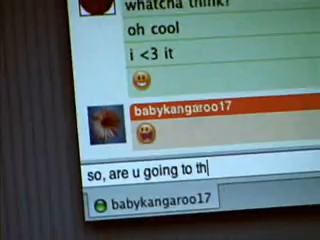 whatcha think?
oh cool
i <3 it
babykangaroo17
so, are u going to th
babykangaroo17